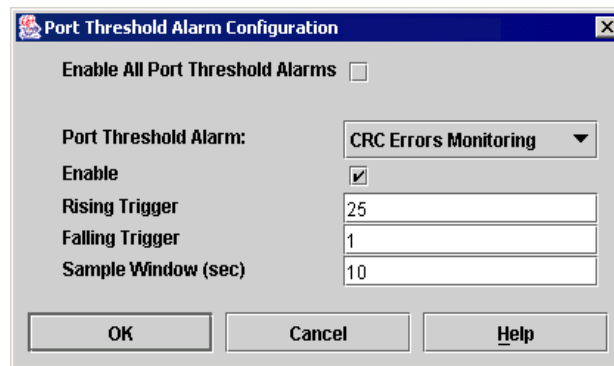 Port Threshold Alarm Configuration
Enable All Port Threshold Alarms
Port Threshold Alarm: CRC Errors Monitoring
Enable
Rising Trigger 25
Falling Trigger 1
Sample Window (sec) 10
OK Cancel Help